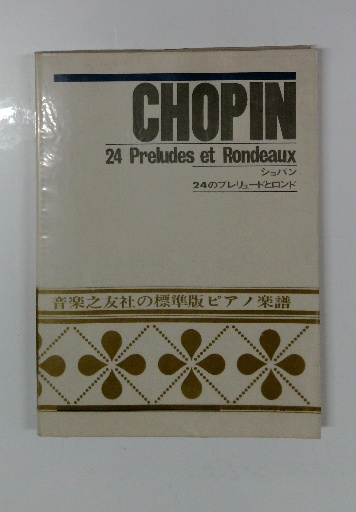 CHOPIN
24 Preludes et Rondeaux
ショパン
24のプレリュードとロンド
音楽之友社の標準版ピアノ楽譜